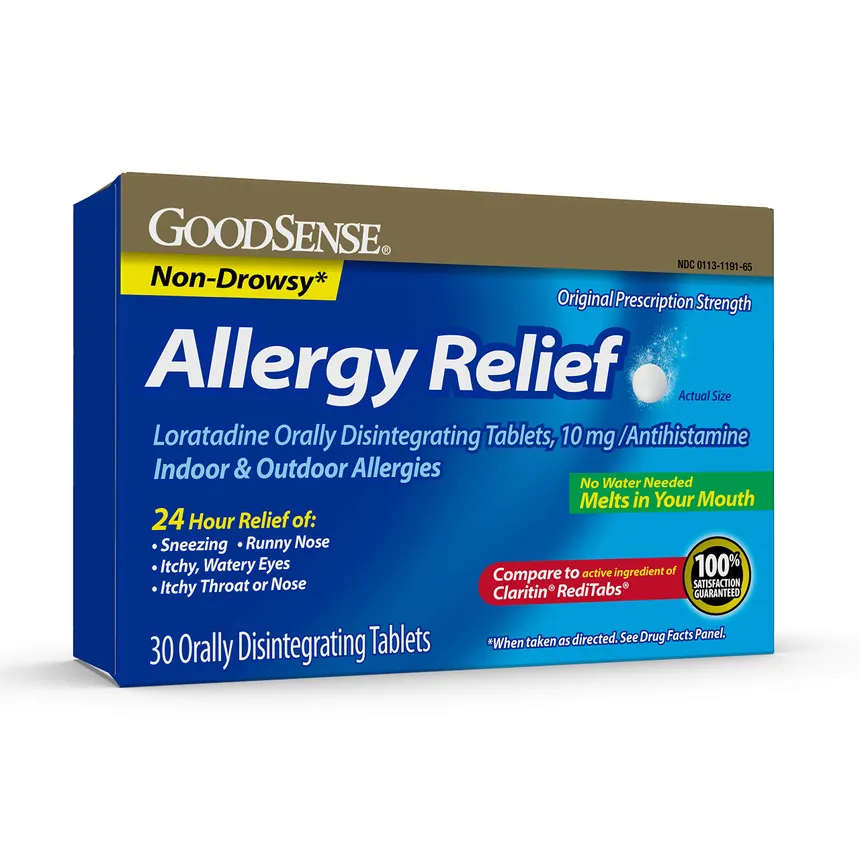 GOODSENSE®
NDC 0113-1191-65
Non-Drowsy*
Original Prescription Strength
Allergy Relief
Actual Size
Loratadine Orally Disintegrating Tablets, 10 mg/Antihistamine
Indoor & Outdoor Allergies
No Water Needed
Melts in Your Mouth
24 Hour Relief of:
• Sneezing • Runny Nose
• Itchy, Watery Eyes
• Itchy Throat or Nose
Compare to active ingredient of
Claritin® RediTabs®
100%
SATISFACTION
GUARANTEED
30 Orally Disintegrating Tablets
*When taken as directed. See Drug Facts Panel.